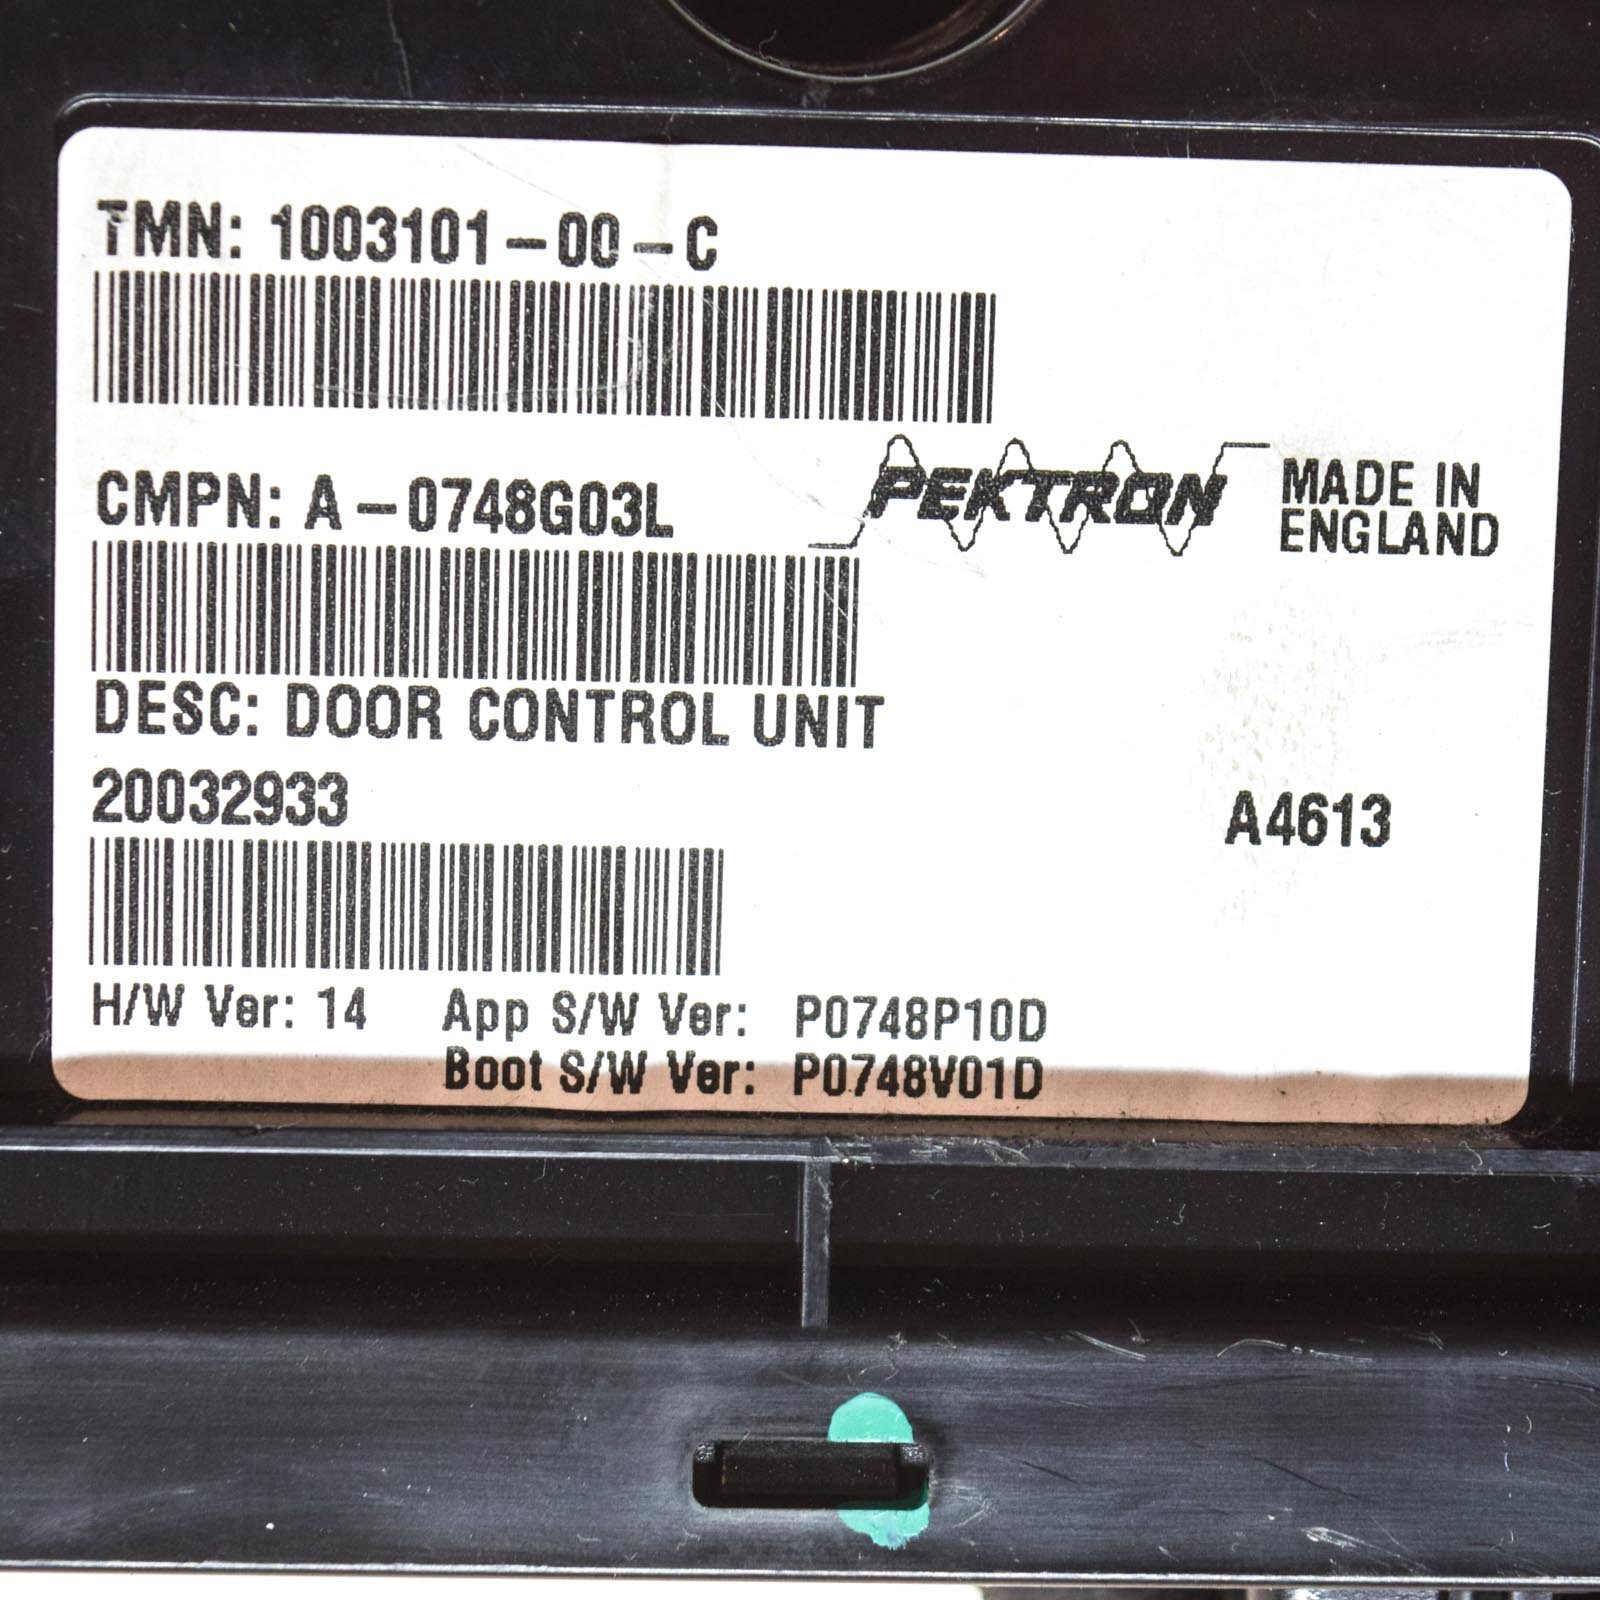 TMN: 1003101-00-C
CMPN: A-0748G03L
PEKTRON
MADE IN
ENGLAND
DESC: DOOR CONTROL UNIT
20032933
A4613
H/W Ver: 14 App S/W Ver: P0748P10D
Boot S/W Ver: P0748V01D